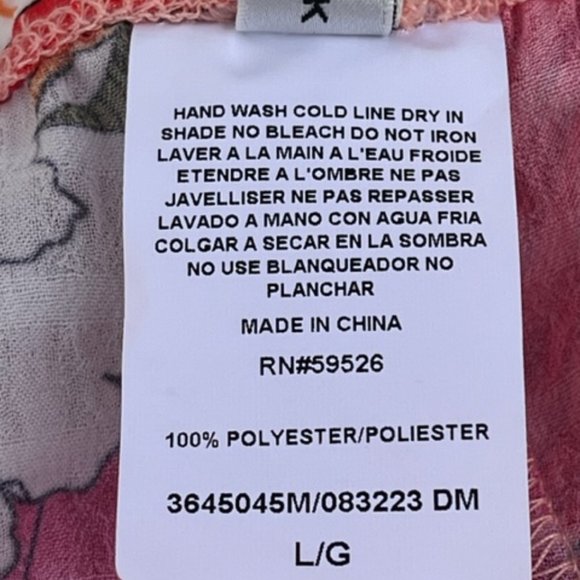 K
HAND WASH COLD LINE DRY IN
SHADE NO BLEACH DO NOT IRON
LAVER A LA MAIN A L'EAU FROIDE
ETENDRE A L'OMBRE NE PAS
JAVELLISER NE PAS REPASSER
LAVADO A MANO CON AGUA FRIA
COLGAR A SECAR EN LA SOMBRA
NO USE BLANQUEADOR NO
PLANCHAR
MADE IN CHINA
RN#59526
100% POLYESTER/POLIESTER
3645045M/083223 DM
L/G